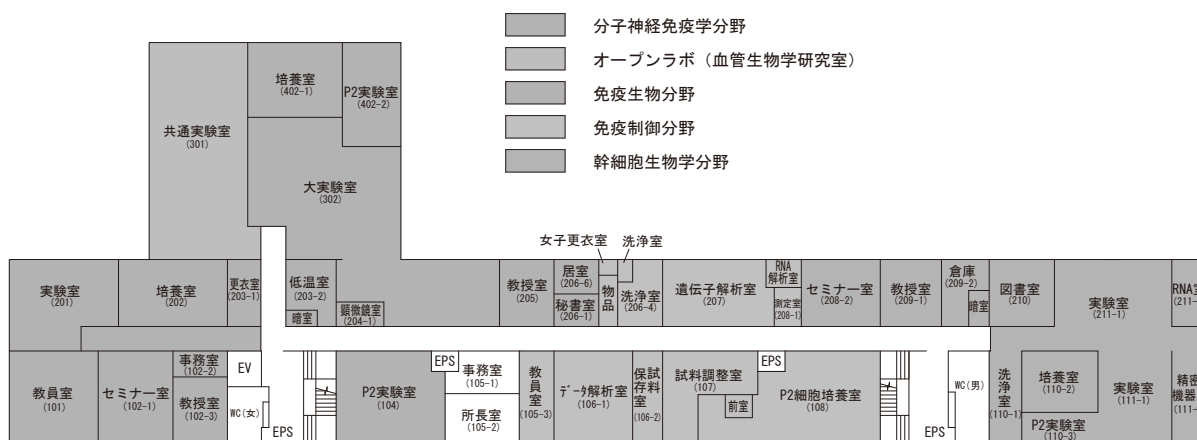 分子神経免疫学分野
オープンラボ（血管生物学研究室）
免疫生物分野
免疫制御分野
幹細胞生物学分野
培養室
(402-1)
P2実験室
(402-2)
共通実験室
(301)
大実験室
(302)
女子更衣室
洗浄室
実験室
(201)
培養室
(202)
更衣室
(203-1)
低温室
(203-2)
暗室
顕微鏡室
(204-1)
教授室
(205)
居室
(206-6)
秘書室
(206-1)
物品
洗浄室
(206-4)
遺伝子解析室
(207)
RNA
解析室
測定室
(208-1)
セミナー室
(208-2)
教授室
(209-1)
倉庫
(209-2)
暗室
図書室
(210)
実験室
(211-1)
RNA室
(211-
教員室
(101)
セミナー室
(102-1)
事務室
(102-2)
教授室
(102-3)
EV
WC(女)
EPS
P2実験室
(104)
EPS
事務室
(105-1)
所長室
(105-2)
教員室
(105-3)
データ解析室
(106-1)
試料保存室
(106-2)
試料調整室
(107)
前室
EPS
P2細胞培養室
(108)
EPS
WC(男)
洗浄室
(110-1)
培養室
(110-2)
P2実験室
(110-3)
実験室
(111-1)
精密
機器
(111-